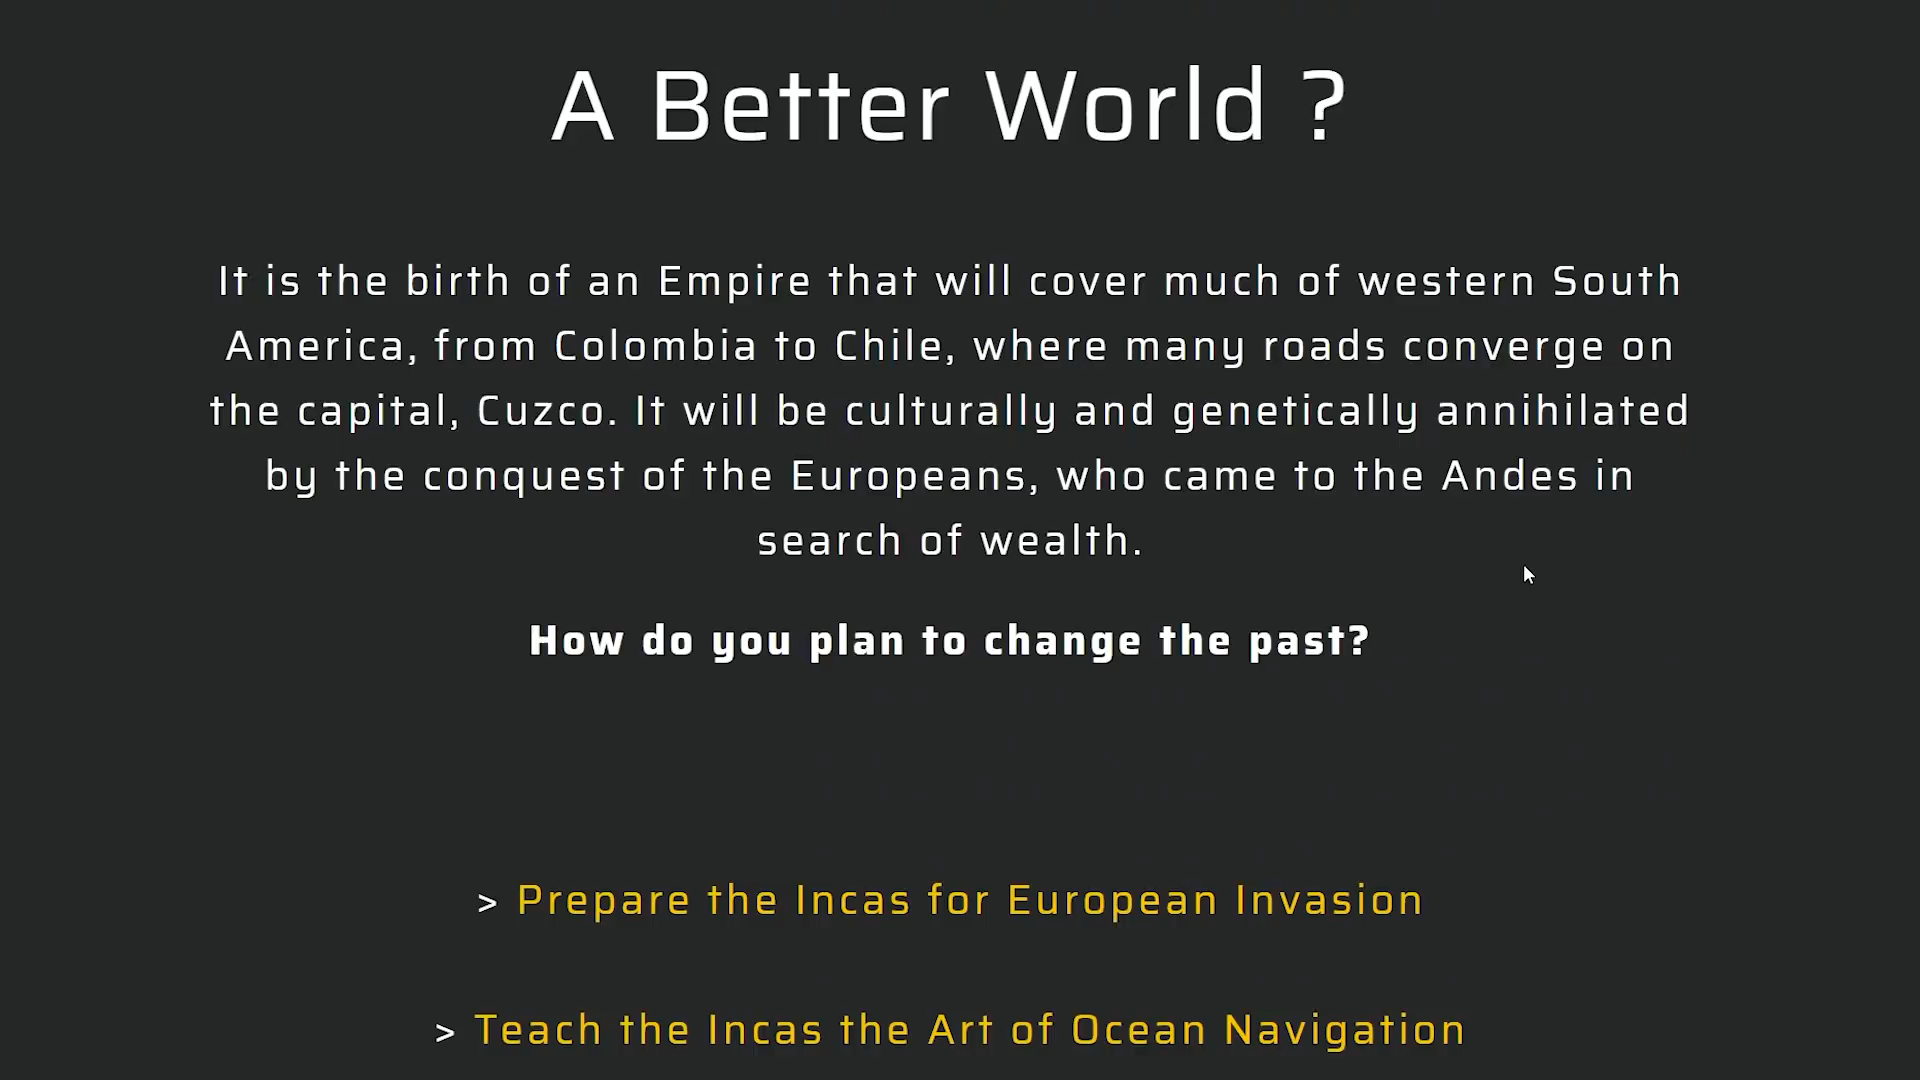 A Better World ?
It is the birth of an Empire that will cover much of western South
America, from Colombia to Chile, where many roads converge on
the capital, Cuzco. It will be culturally and genetically annihilated
by the conquest of the Europeans, who came to the Andes in
search of wealth.
How do you plan to change the past?
> Prepare the Incas for European Invasion
> Teach the Incas the Art of Ocean Navigation